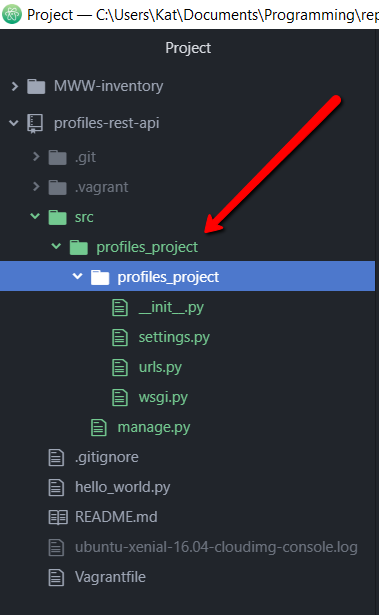 Project — C:\Users\Kat\Documents\Programming\rep
Project
MWW-inventory
profiles-rest-api
.git
.vagrant
src
profiles_project
profiles_project
__init__.py
settings.py
urls.py
wsgi.py
manage.py
.gitignore
hello_world.py
README.md
ubuntu-xenial-16.04-cloudimg-console.log
Vagrantfile